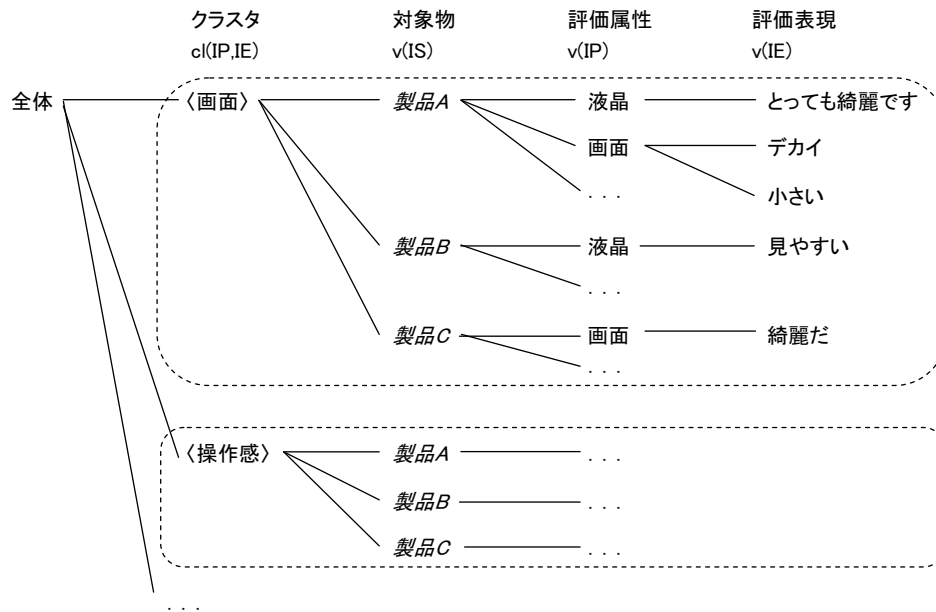 クラスタ 対象物 評価属性 評価表現
cl(IP,IE) v(IS) v(IP) v(IE)
全体 〈画面〉 製品A 液晶 とっても綺麗です
画面 デカイ
. . . 小さい
製品B 液晶 見やすい
. . .
製品C 画面 綺麗だ
. . .
〈操作感〉 製品A . . .
製品B . . .
製品C . . .
. . .